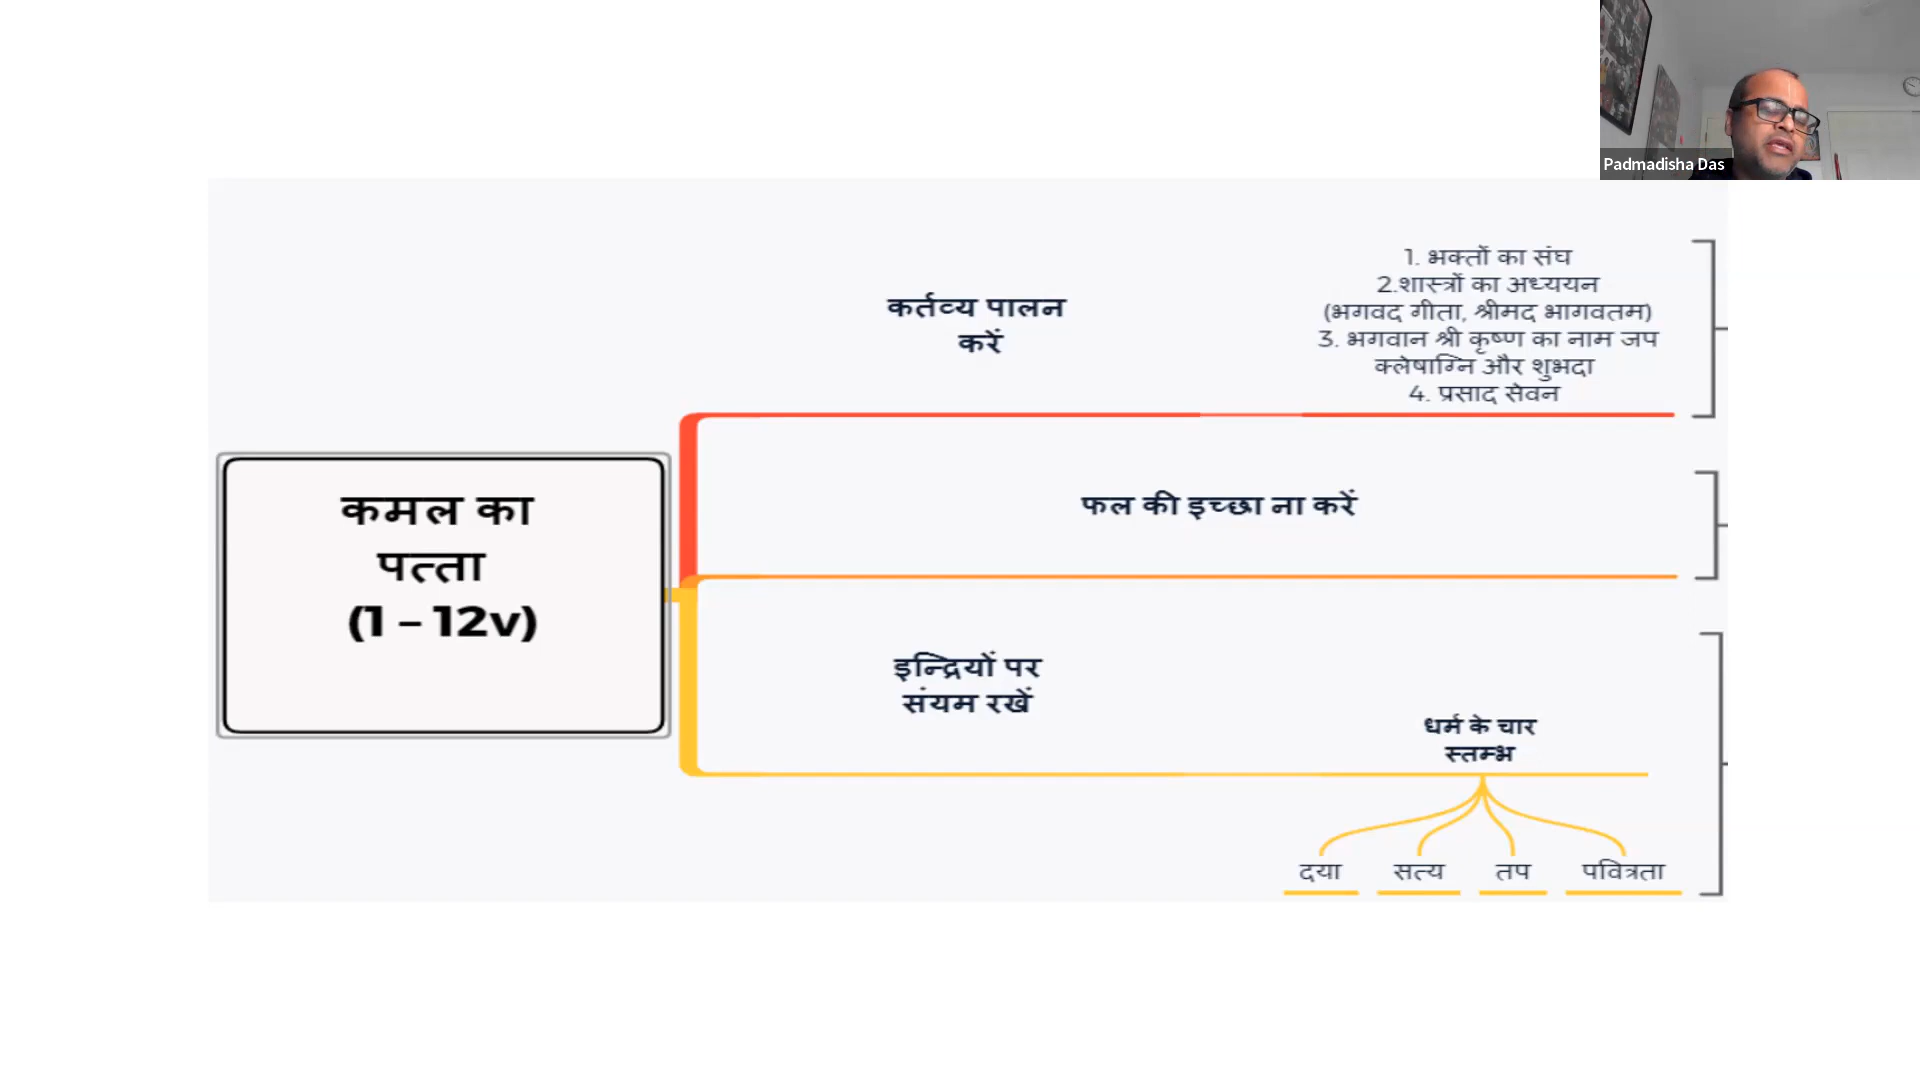 Padmadisha Das
कमल का
पत्ता
(1 – 12v)
कर्तव्य पालन
करें
1. भक्तों का संघ
2.शास्त्रों का अध्ययन
(भगवद गीता, श्रीमद भागवतम)
3. भगवान श्री कृष्ण का नाम जप
क्लेषाग्नि और शुभदा
4. प्रसाद सेवन
फल की इच्छा ना करें
इन्द्रियों पर
संयम रखें
धर्म के चार
स्तम्भ
दया सत्य तप पवित्रता